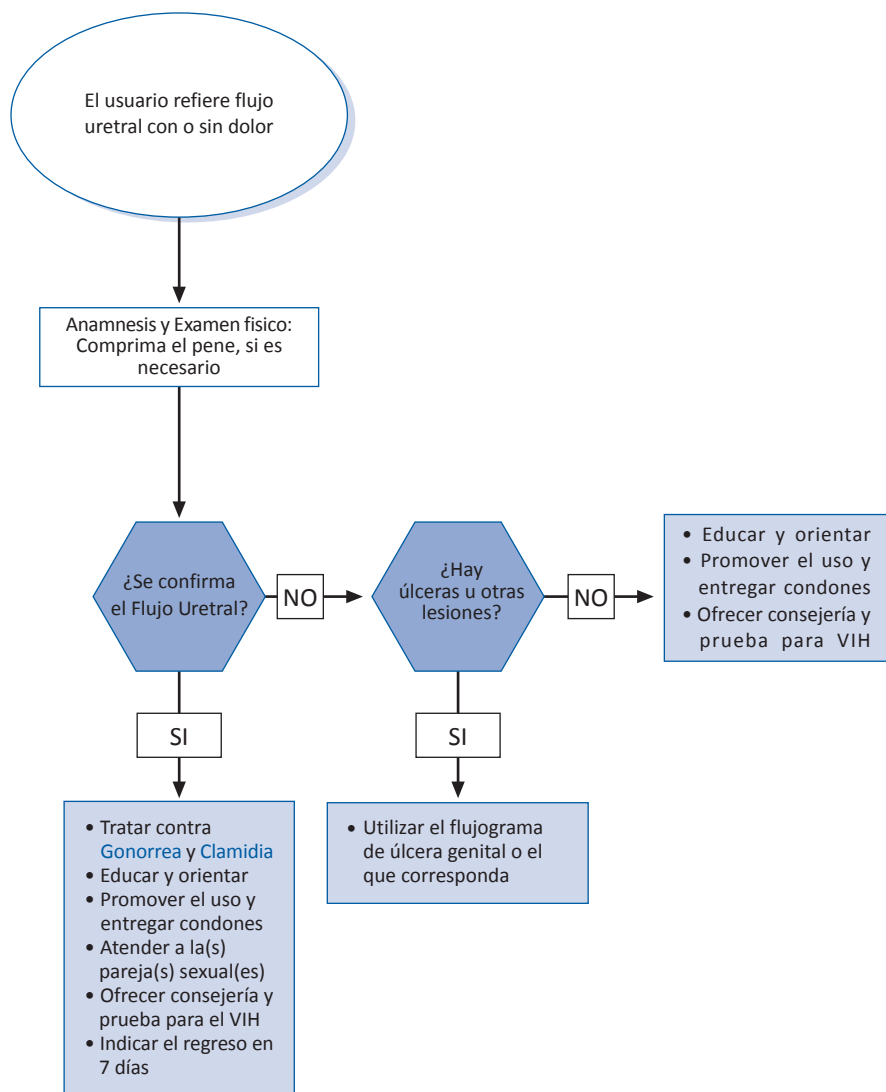 El usuario refiere flujo
uretral con o sin dolor
Anamnesis y Examen fisico:
Comprima el pene, si es
necesario
¿Se confirma
el Flujo Uretral?
NO
¿Hay
úlceras u otras
lesiones?
NO
• Educar y orientar
• Promover el uso y
entregar condones
• Ofrecer consejería y
prueba para VIH
SI
SI
• Tratar contra
Gonorrea y Clamidia
• Educar y orientar
• Promover el uso y
entregar condones
• Atender a la(s)
pareja(s) sexual(es)
• Ofrecer consejería y
prueba para el VIH
• Indicar el regreso en
7 días
• Utilizar el flujograma
de úlcera genital o el
que corresponda